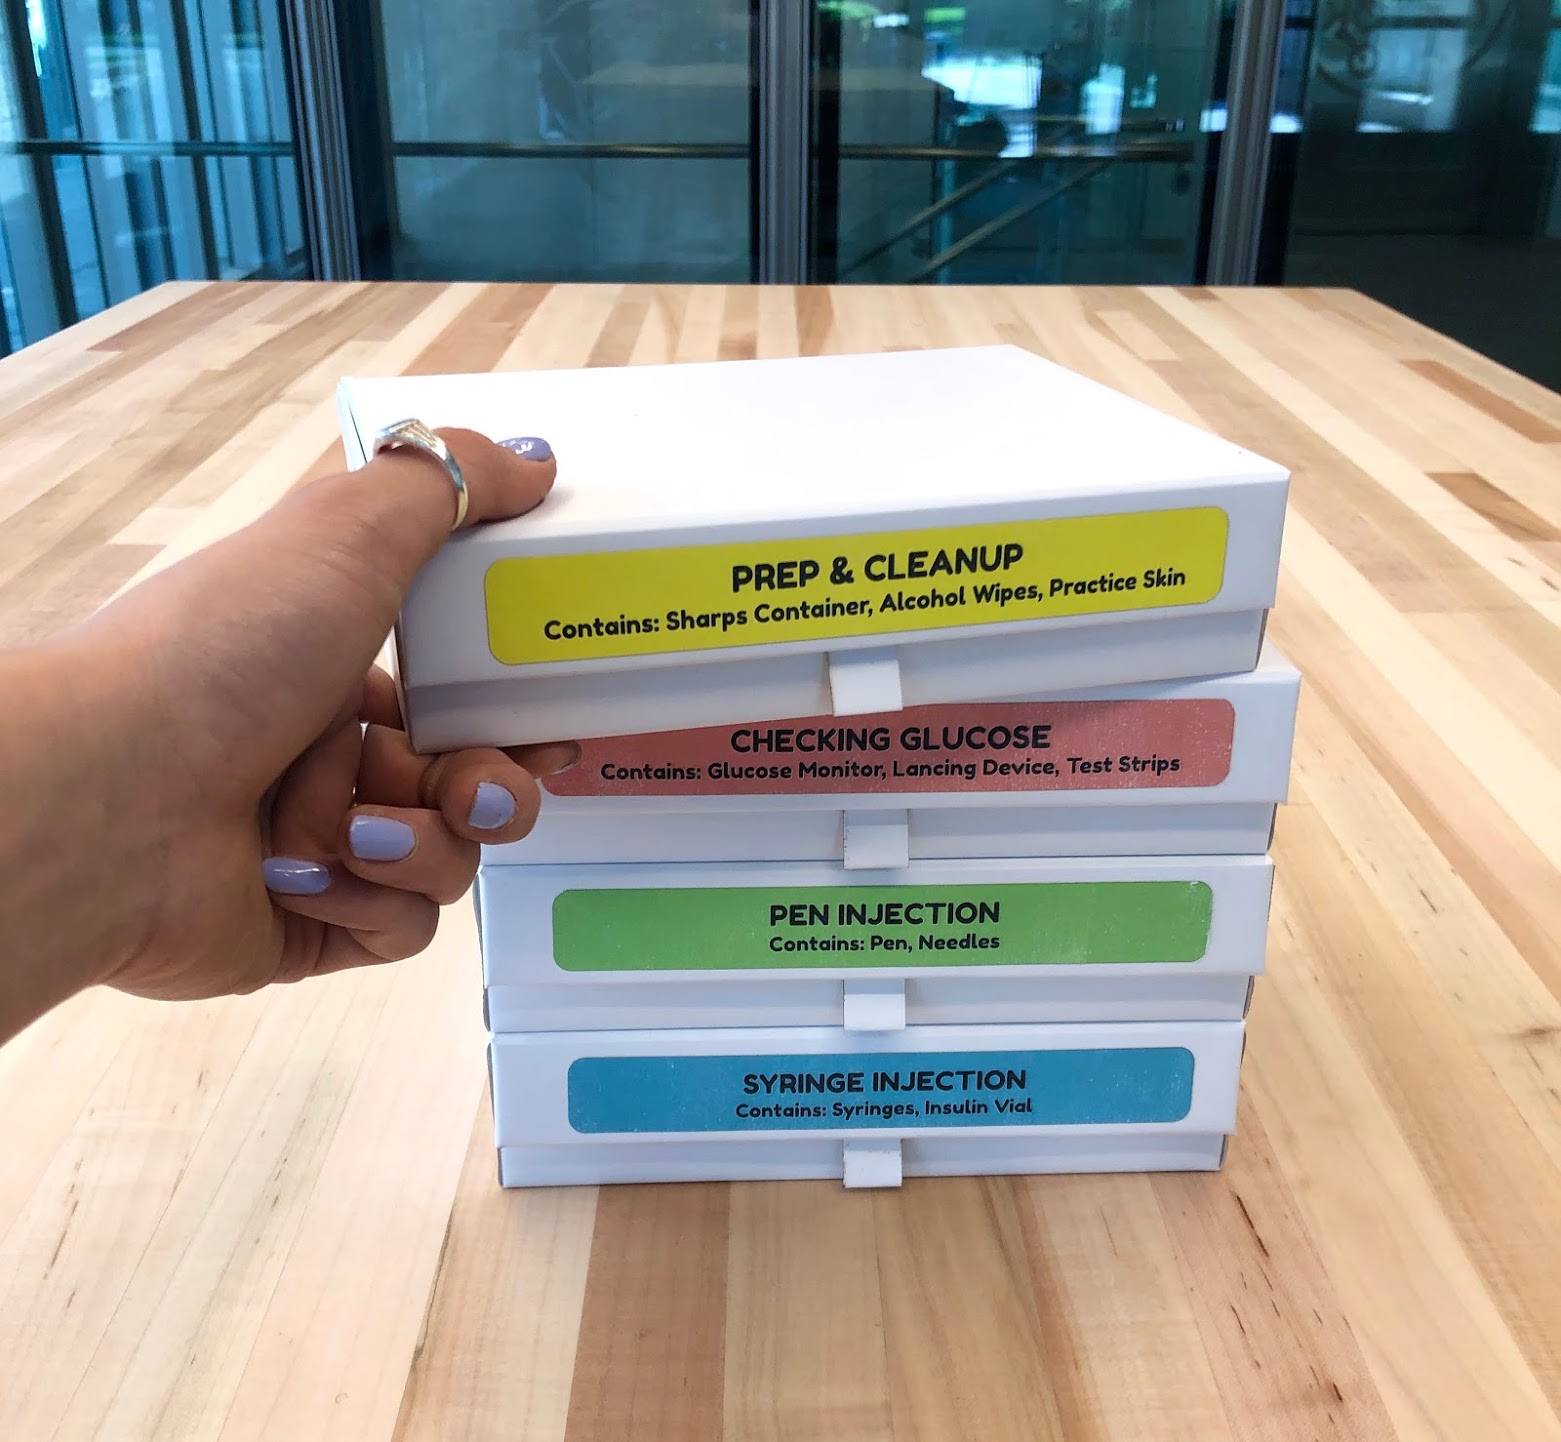 PREP & CLEANUP
Contains: Sharps Container, Alcohol Wipes, Practice Skin
CHECKING GLUCOSE
Contains: Glucose Monitor, Lancing Device, Test Strips
PEN INJECTION
Contains: Pen, Needles
SYRINGE INJECTION
Contains: Syringes, Insulin Vial